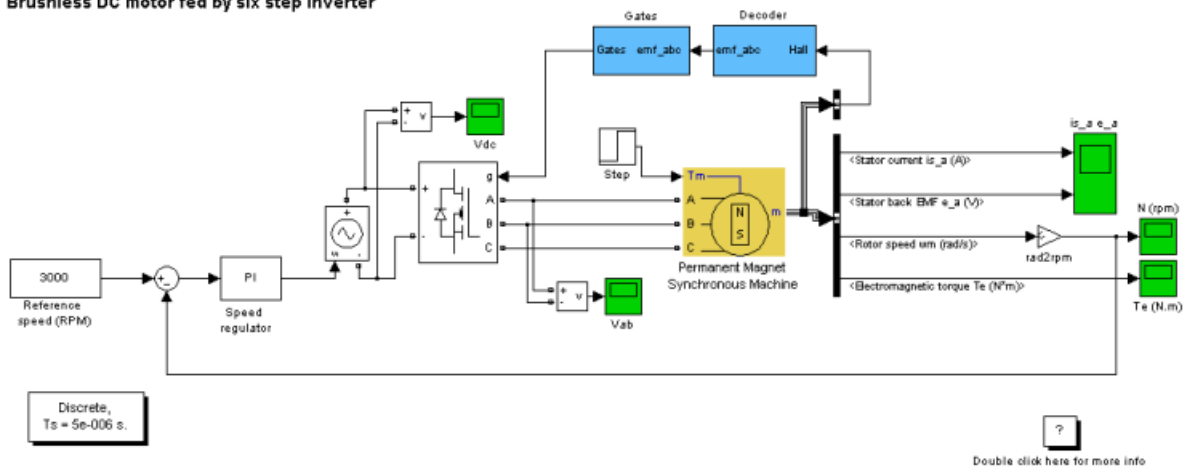 Brushless DC motor fed by six step inverter
Gates
Decoder
Gates emf_abc
emf_abc Hall
+
-
v
Vdc
Step
is_a e_a
g
A
B
C
+
-
Tm
A
B
C
m
N
S
<Stator current is_a (A)>
<Stator back EMF e_a (V)>
<Rotor speed wm (rad/s)>
<Electromagnetic torque Te (N*m)>
N (rpm)
rad2rpm
Te (N.m)
Permanent Magnet
Synchronous Machine
+
-
s
3000
Reference
speed (RPM)
+
-
PI
Speed
regulator
+
-
v
Vab
Discrete,
Ts = 5e-006 s.
?
Double click here for more info